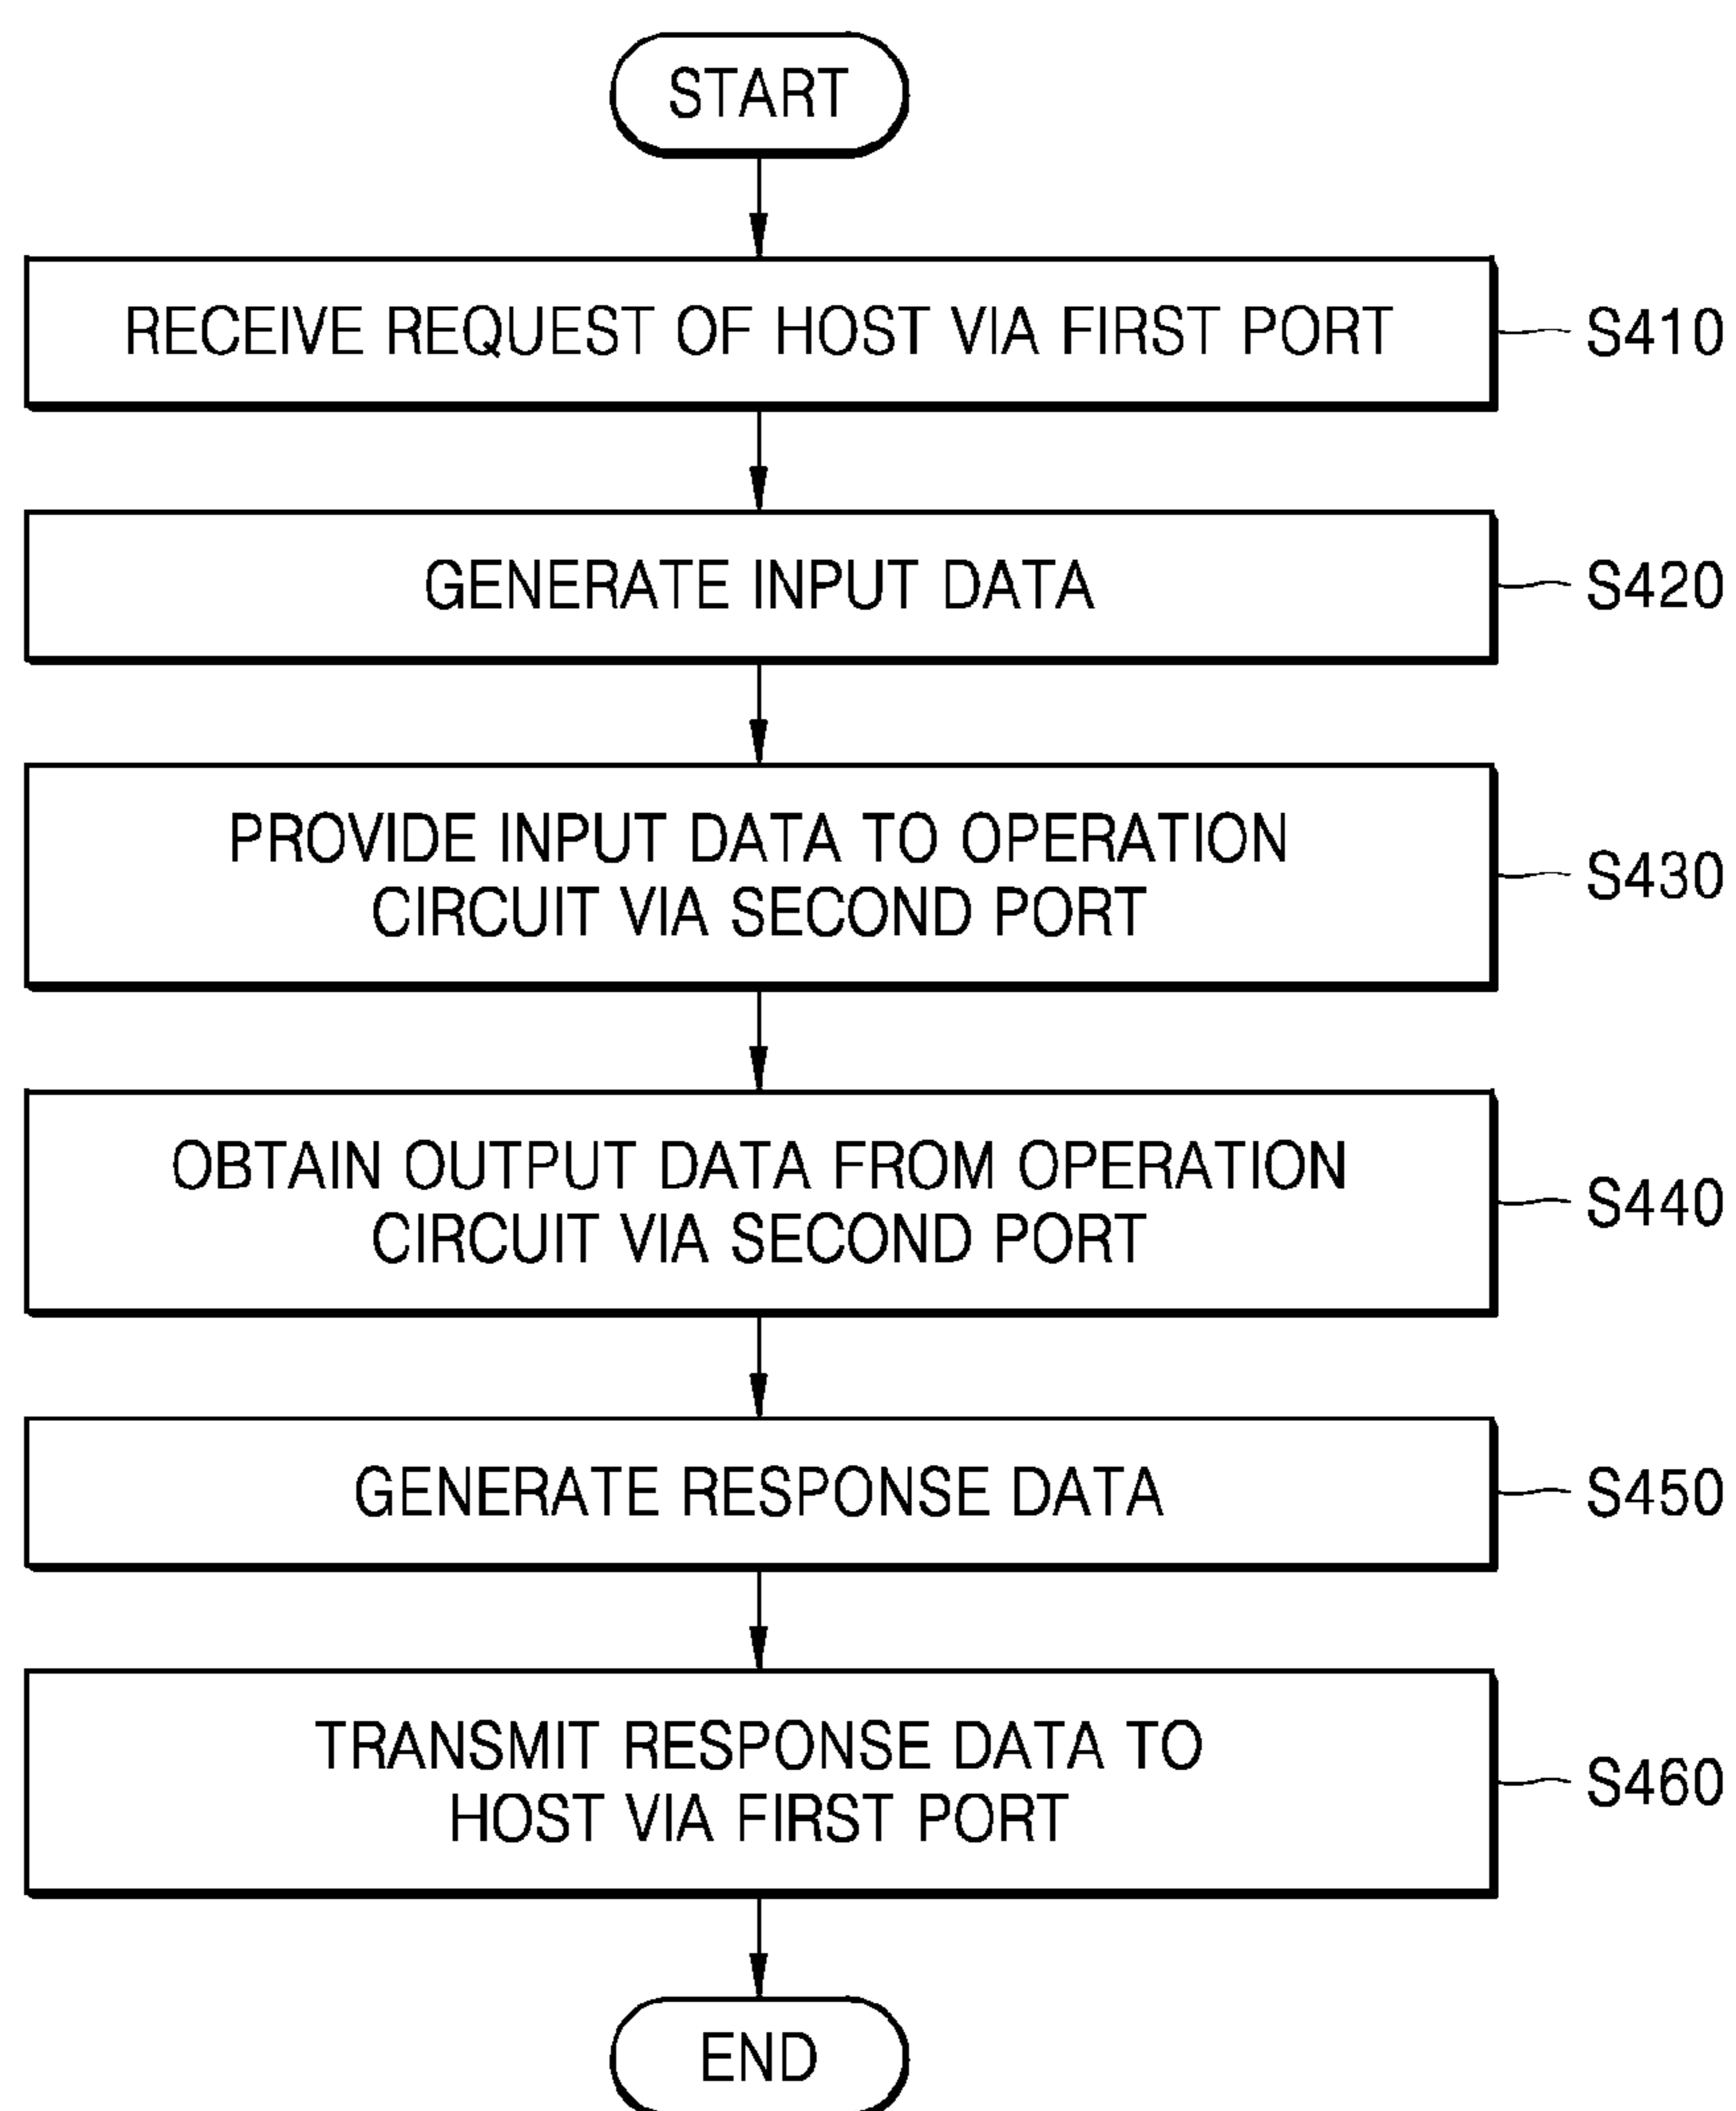 START
RECEIVE REQUEST OF HOST VIA FIRST PORT
S410
GENERATE INPUT DATA
S420
PROVIDE INPUT DATA TO OPERATION
CIRCUIT VIA SECOND PORT
S430
OBTAIN OUTPUT DATA FROM OPERATION
CIRCUIT VIA SECOND PORT
S440
GENERATE RESPONSE DATA
S450
TRANSMIT RESPONSE DATA TO
HOST VIA FIRST PORT
S460
END